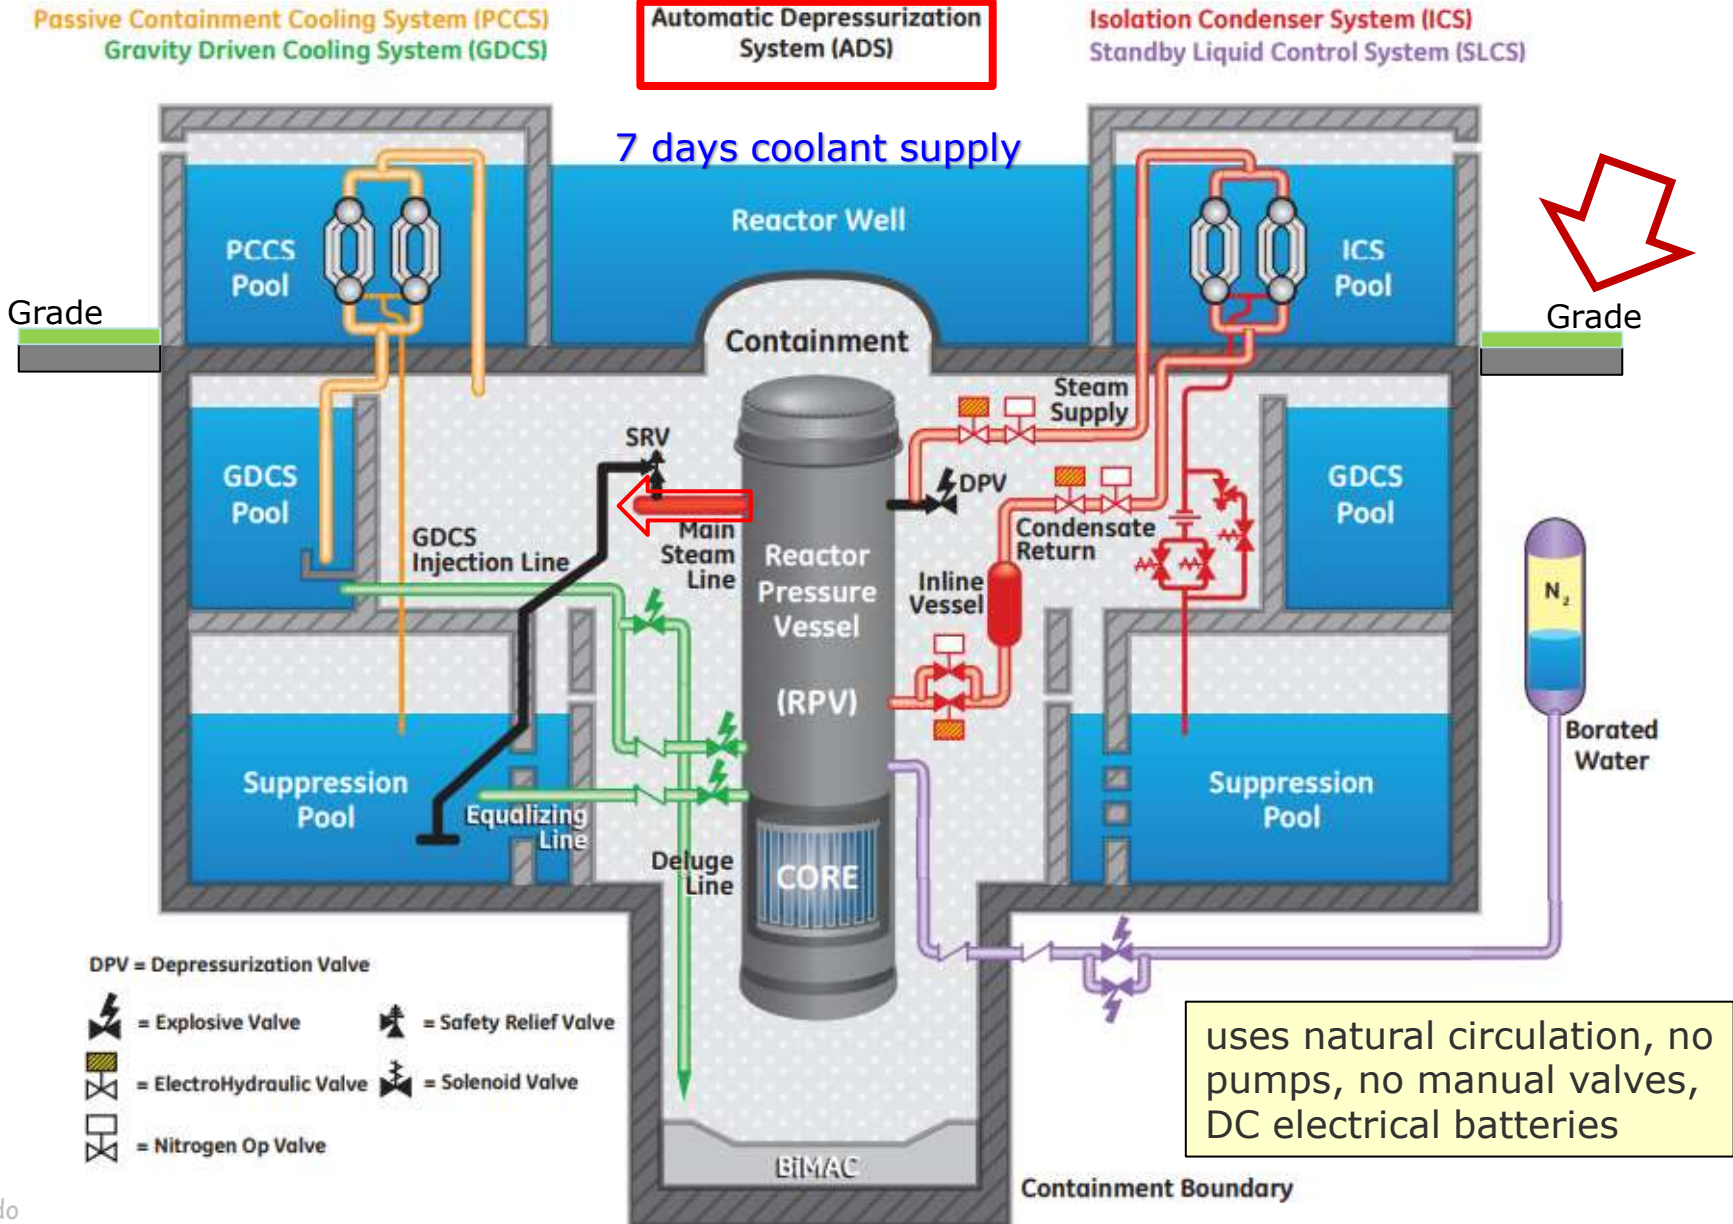 Passive Containment Cooling System (PCCS)
Gravity Driven Cooling System (GDCS)
Automatic Depressurization
System (ADS)
Isolation Condenser System (ICS)
Standby Liquid Control System (SLCS)
7 days coolant supply
Reactor Well
PCCS
Pool
ICS
Pool
Grade
Grade
Containment
Steam
Supply
SRV
GDCS
Pool
DPV
GDCS
Pool
GDCS
Injection Line
Main
Steam
Line
Condensate
Return
Reactor
Pressure
Vessel
(RPV)
Inline
Vessel
N2
Borated
Water
Suppression
Pool
Equalizing
Line
Suppression
Pool
Deluge
Line
CORE
DPV = Depressurization Valve
= Explosive Valve
= Safety Relief Valve
= ElectroHydraulic Valve
= Solenoid Valve
= Nitrogen Op Valve
uses natural circulation, no
pumps, no manual valves,
DC electrical batteries
BiMAC
Containment Boundary
do